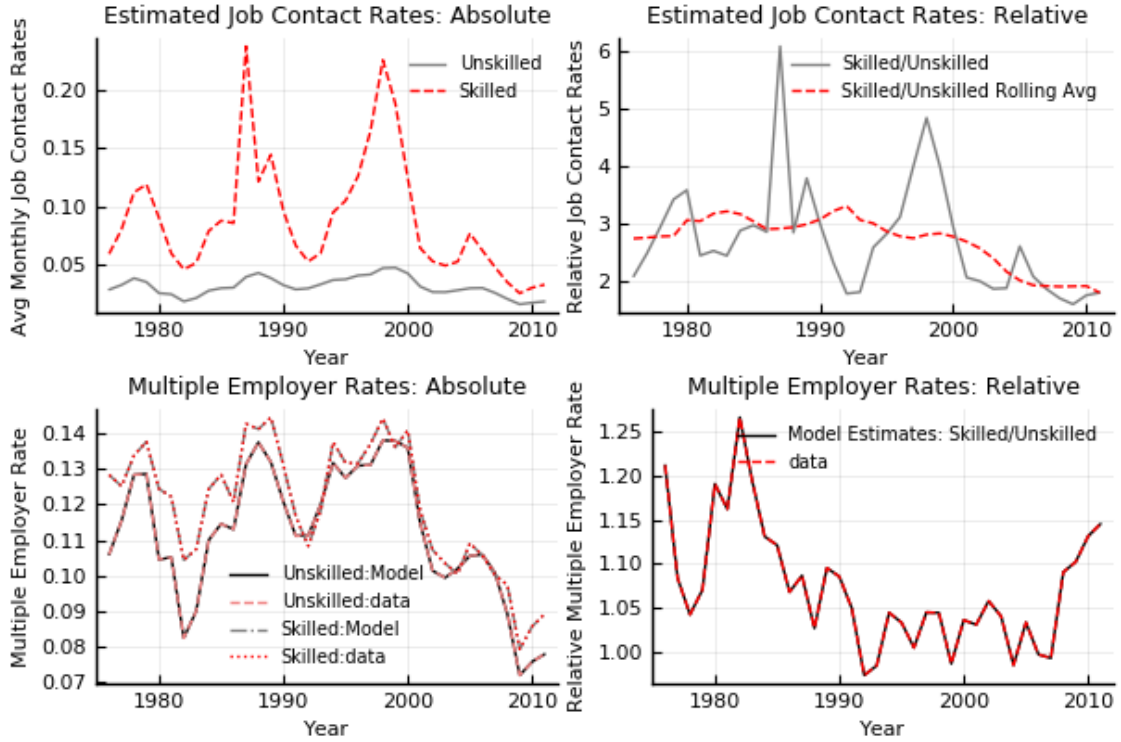 Estimated Job Contact Rates: Absolute
Avg Monthly Job Contact Rates
0.20
0.15
0.10
0.05
Unskilled
Skilled
1980
1990
2000
2010
Year
Estimated Job Contact Rates: Relative
Relative Job Contact Rates
6
5
4
3
2
Skilled/Unskilled
Skilled/Unskilled Rolling Avg
1980
1990
2000
2010
Year
Multiple Employer Rates: Absolute
Multiple Employer Rate
0.14
0.13
0.12
0.11
0.10
0.09
0.08
0.07
Unskilled:Model
Unskilled:data
Skilled:Model
Skilled:data
1980
1990
2000
2010
Year
Multiple Employer Rates: Relative
Relative Multiple Employer Rate
1.25
1.20
1.15
1.10
1.05
1.00
Model Estimates: Skilled/Unskilled
data
1980
1990
2000
2010
Year